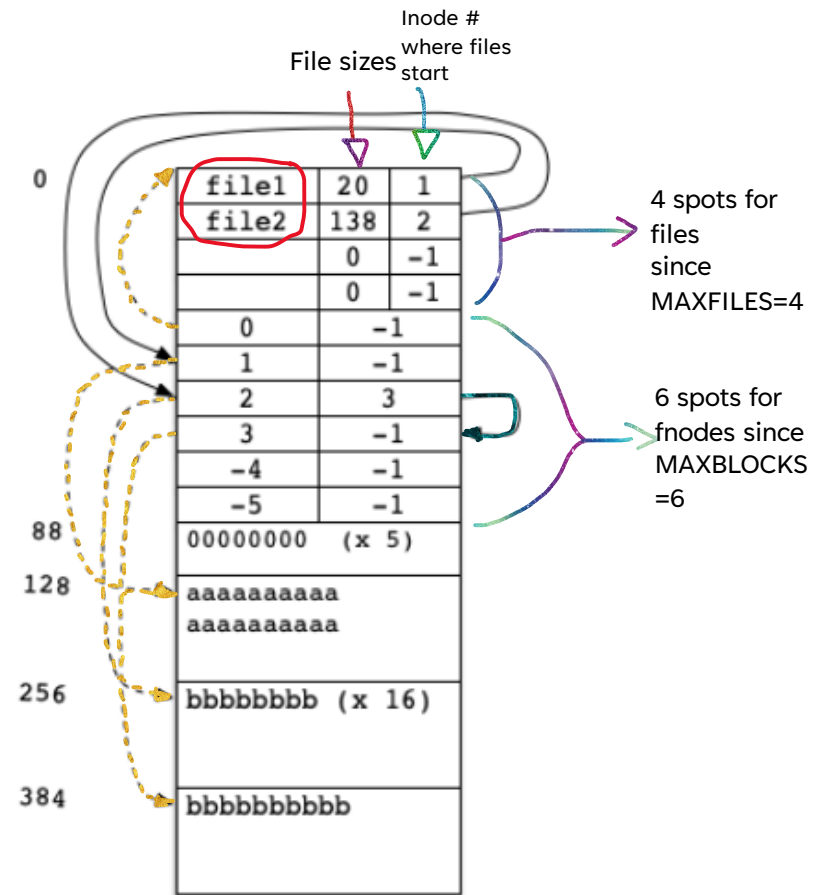 Inode #
where files
start
File sizes
0
file1 20 1
file2 138 2
0 -1
0 -1
0 -1
1 -1
2 3
3 -1
-4 -1
-5 -1
4 spots for
files
since
MAXFILES=4
6 spots for
fnodes since
MAXBLOCKS
=6
88
00000000 (x 5)
128
aaaaaaaaaa
aaaaaaaaaa
256
bbbbbbbb (x 16)
384
bbbbbbbbbb